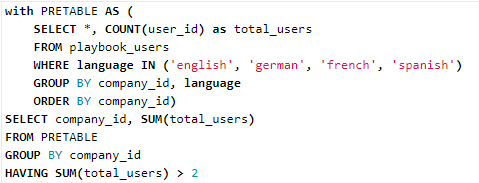 with PRETABLE AS (
    SELECT *, COUNT(user_id) as total_users
    FROM playbook_users
    WHERE language IN ('english', 'german', 'french', 'spanish')
    GROUP BY company_id, language
    ORDER BY company_id)
SELECT company_id, SUM(total_users)
FROM PRETABLE
GROUP BY company_id
HAVING SUM(total_users) > 2